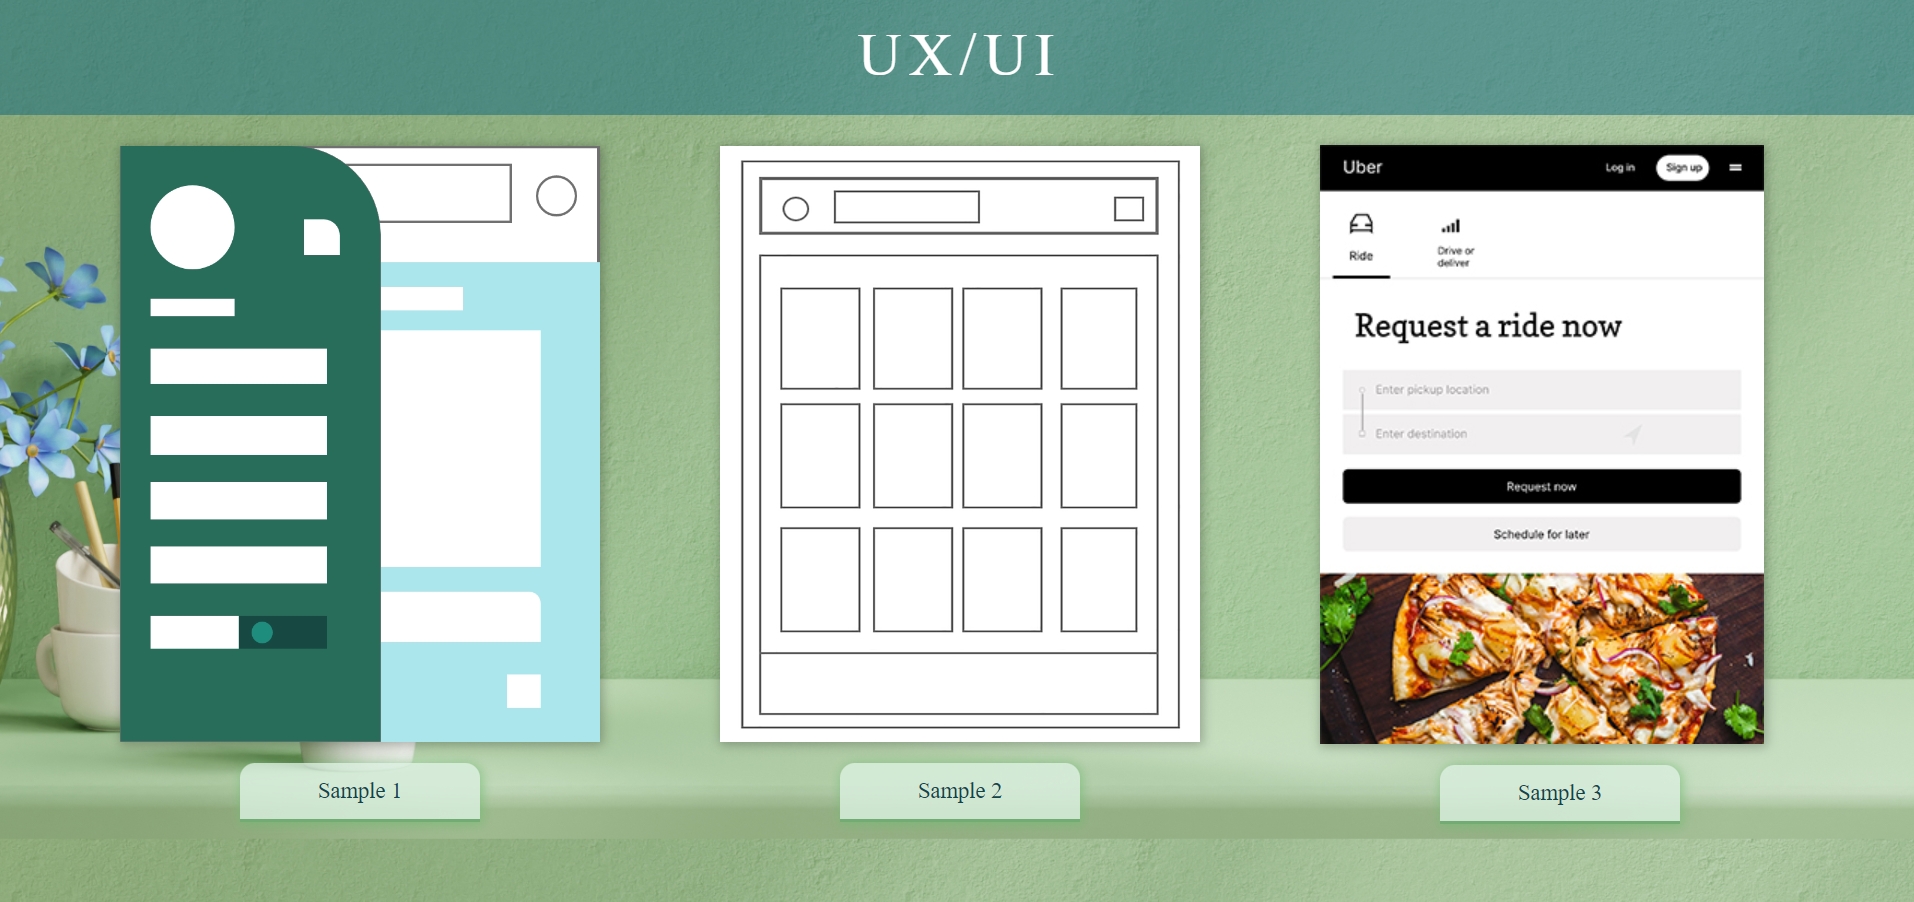 UX/UI
Uber
Log in
Sign up
Ride
Drive or
deliver
Request a ride now
Enter pickup location
Enter destination
Request now
Schedule for later
Sample 1
Sample 2
Sample 3